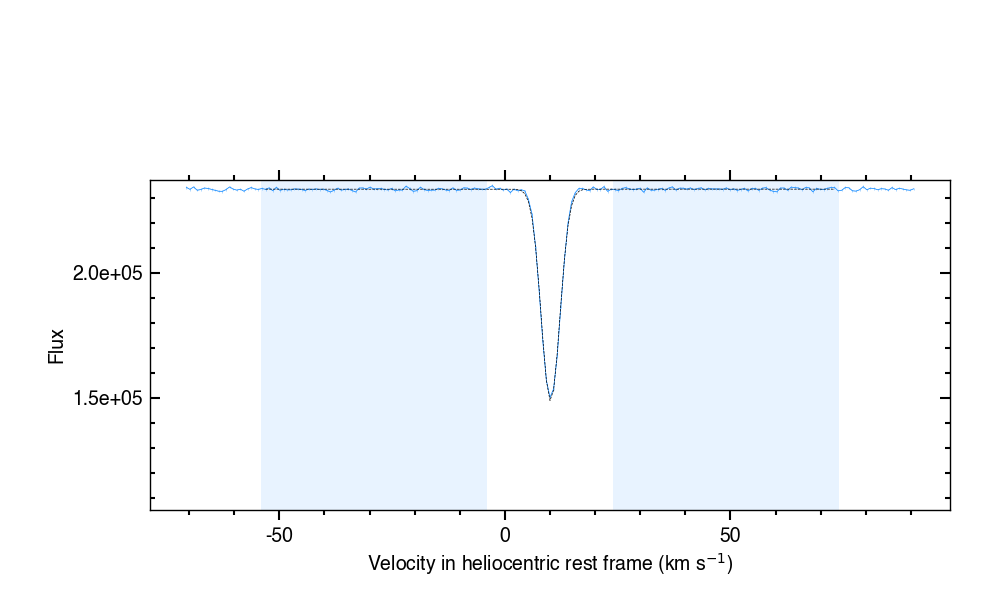 2.0e+05
1.5e+05
Flux
-50 0 50
Velocity in heliocentric rest frame (km s⁻¹)